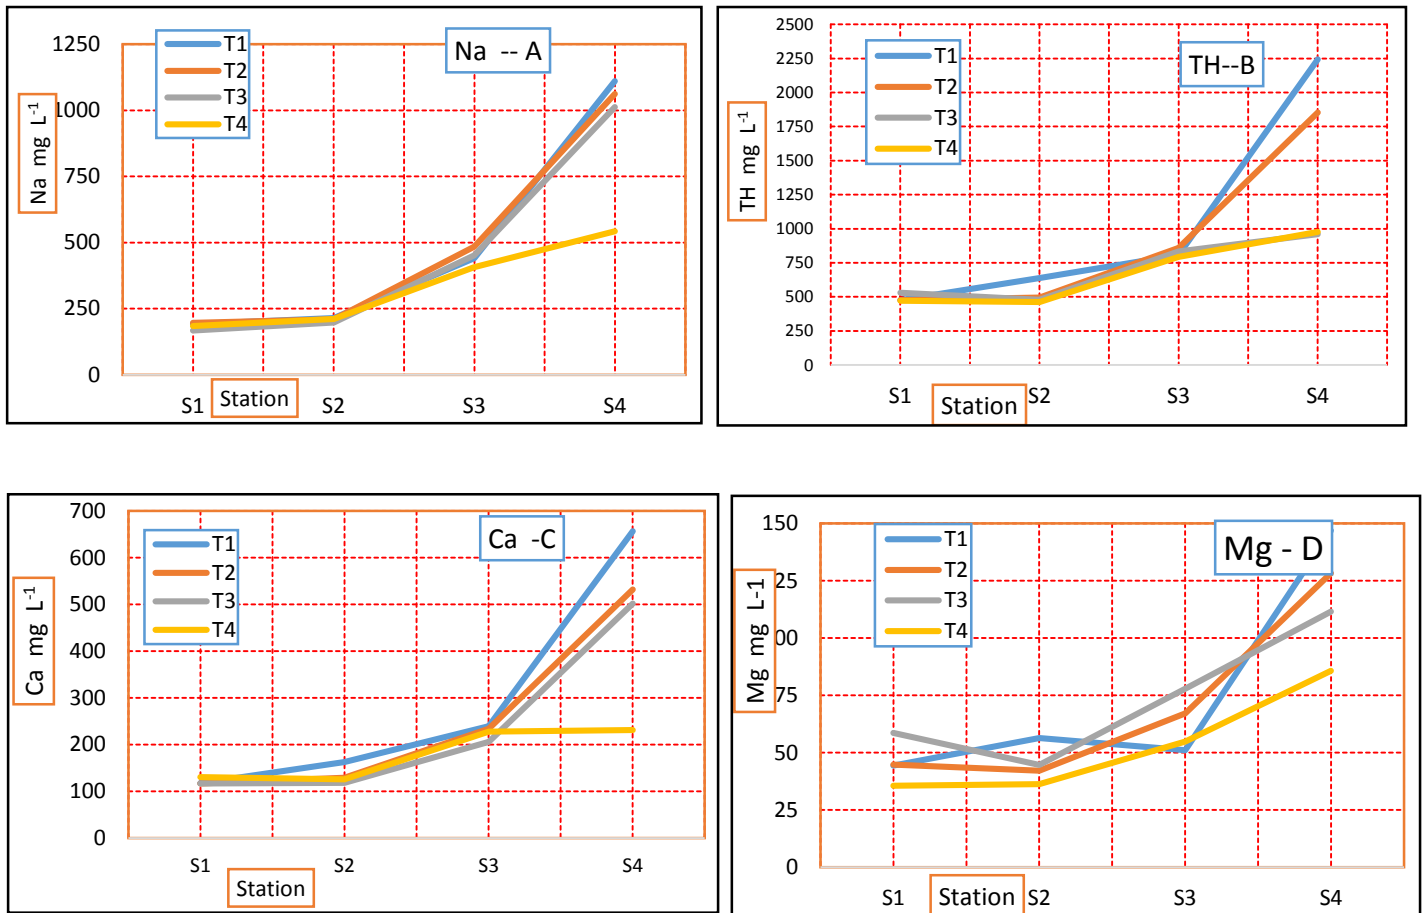 1250
1000
750
500
250
0
Na mg L-1
T1
T2
T3
T4
Na -- A
S1
S2
S3
S4
Station
2500
2250
2000
1750
1500
1250
1000
750
500
250
0
TH mg L-1
T1
T2
T3
T4
TH--B
S1
S2
S3
S4
Station
700
600
500
400
300
200
100
0
Ca mg L-1
T1
T2
T3
T4
Ca -C
S1
S2
S3
S4
Station
150
25
00
75
50
25
0
Mg mg L-1
T1
T2
T3
T4
Mg - D
S1
S2
S3
S4
Station